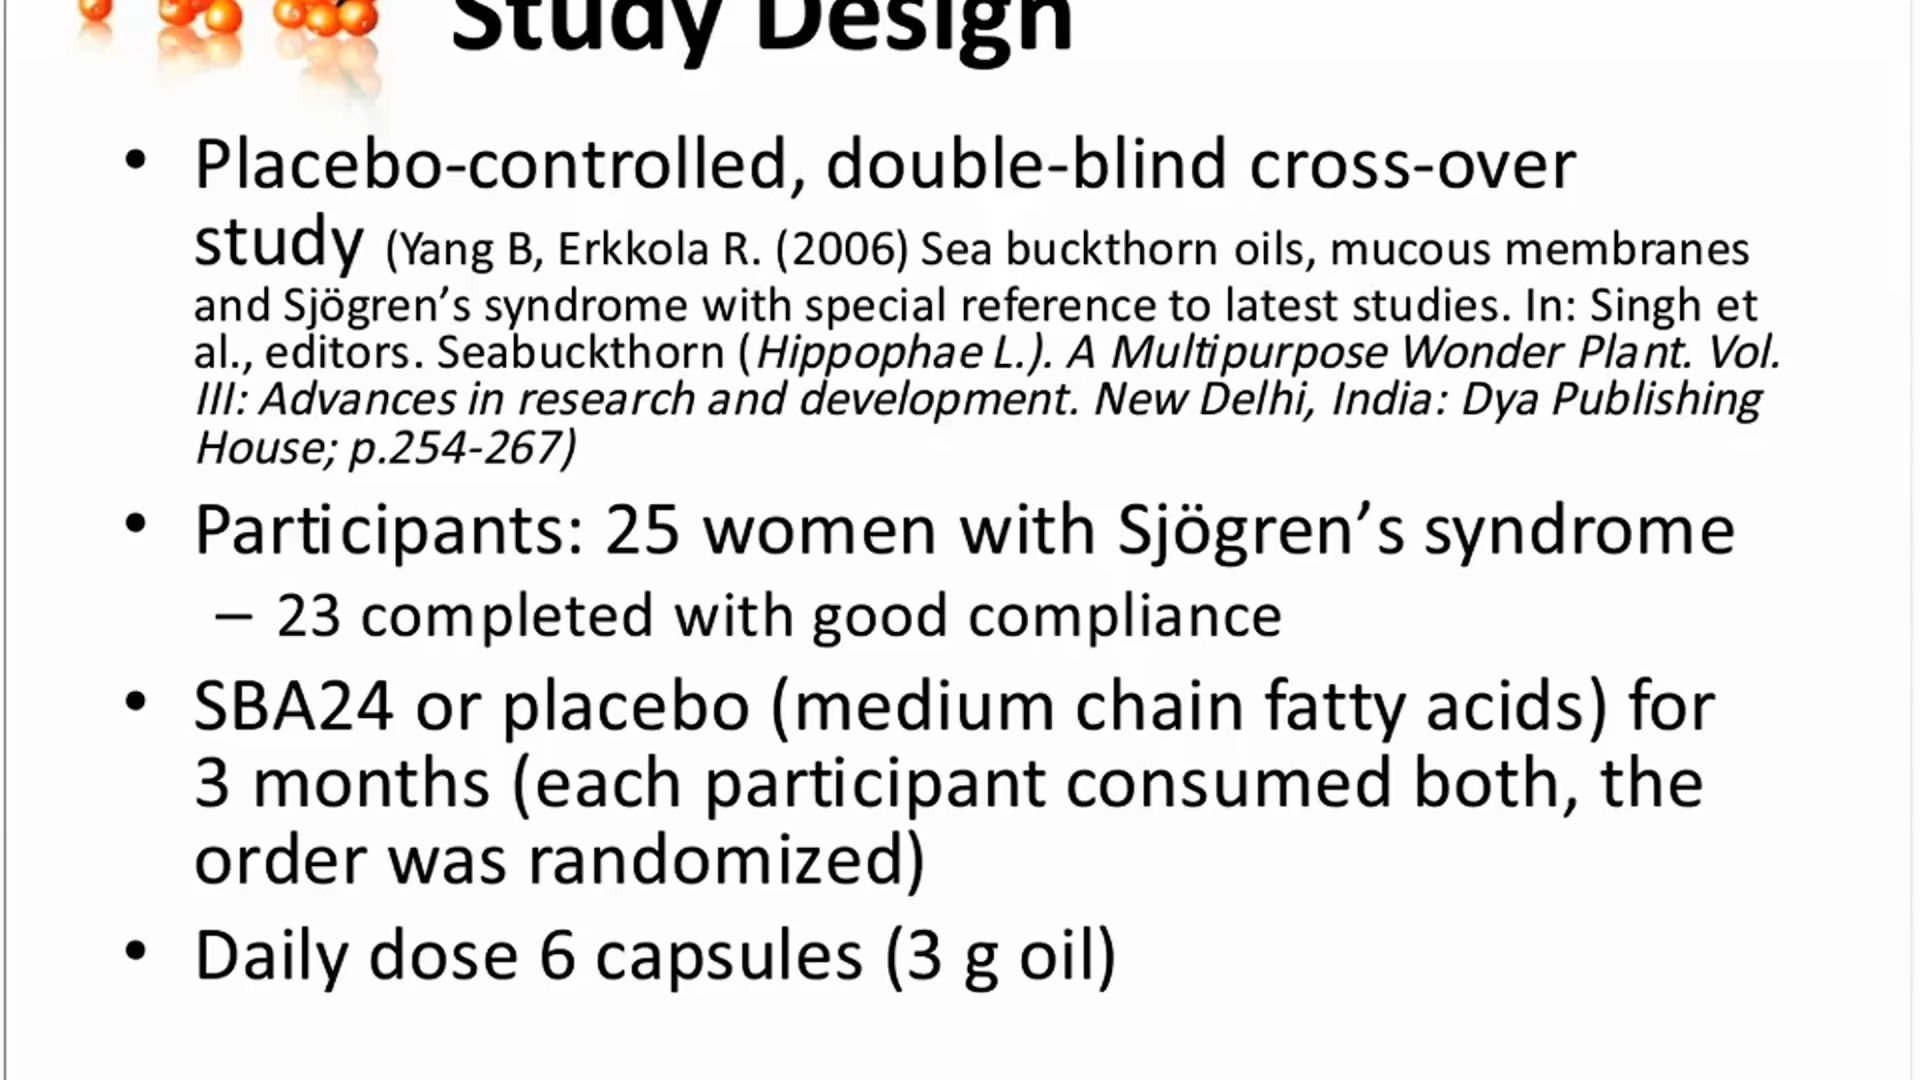 Study Design
• Placebo-controlled, double-blind cross-over
study (Yang B, Erkkola R. (2006) Sea buckthorn oils, mucous membranes
and Sjögren’s syndrome with special reference to latest studies. In: Singh et
al., editors. Seabuckthorn (Hippophae L.). A Multipurpose Wonder Plant. Vol.
III: Advances in research and development. New Delhi, India: Dya Publishing
House; p.254-267)
• Participants: 25 women with Sjögren’s syndrome
– 23 completed with good compliance
• SBA24 or placebo (medium chain fatty acids) for
3 months (each participant consumed both, the
order was randomized)
• Daily dose 6 capsules (3 g oil)